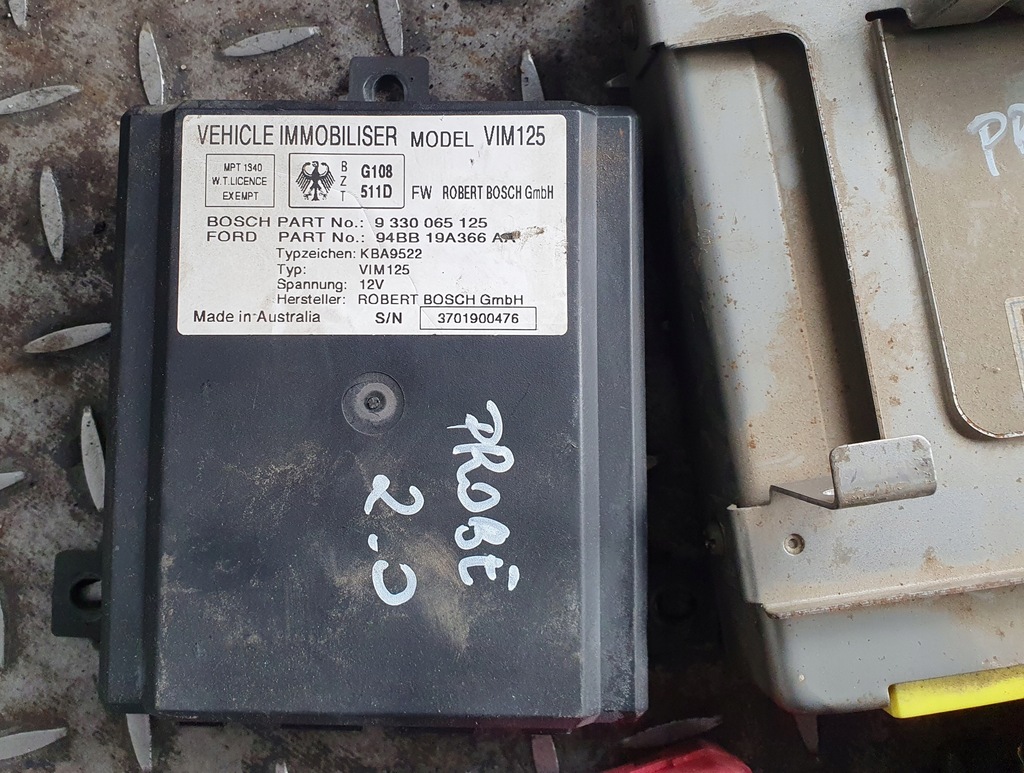 VEHICLE IMMOBILISER MODEL VIM125
MPT 1340
W.T. LICENCE
EXEMPT
BZT
G108
511D
FW ROBERT BOSCH GmbH
BOSCH PART No.: 9 330 065 125
FORD PART No.: 94BB 19A366 AA
Typzeichen: KBA9522
Typ: VIM125
Spannung: 12V
Hersteller: ROBERT BOSCH GmbH
Made in Australia S/N 3701900476
PROBE
2.0